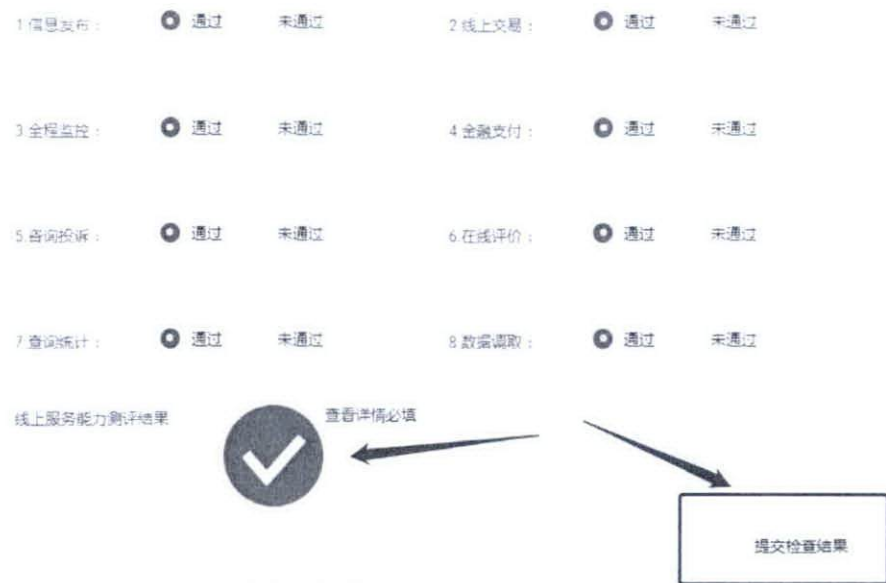 1 信息发布： 通过 未通过 2 线上交易： 通过 未通过
3 全程监控： 通过 未通过 4 金融支付： 通过 未通过
5.咨询投诉： 通过 未通过 6.在线评价： 通过 未通过
7 查询统计： 通过 未通过 8 数据调取： 通过 未通过
线上服务能力测评结果 查看详情必填
提交检查结果